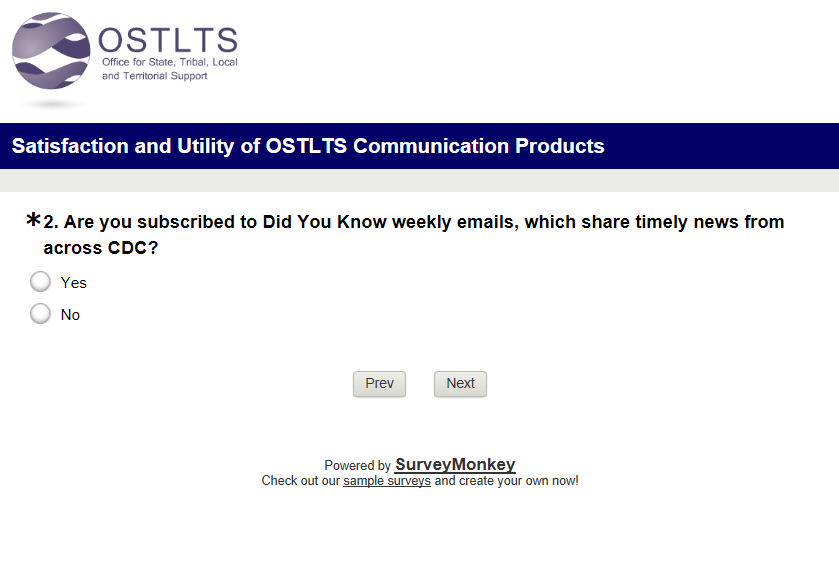 OSTLTS
Office for State, Tribal, Local
and Territorial Support
Satisfaction and Utility of OSTLTS Communication Products
*2. Are you subscribed to Did You Know weekly emails, which share timely news from
across CDC?
Yes
No
Prev Next
Powered by SurveyMonkey
Check out our sample surveys and create your own now!